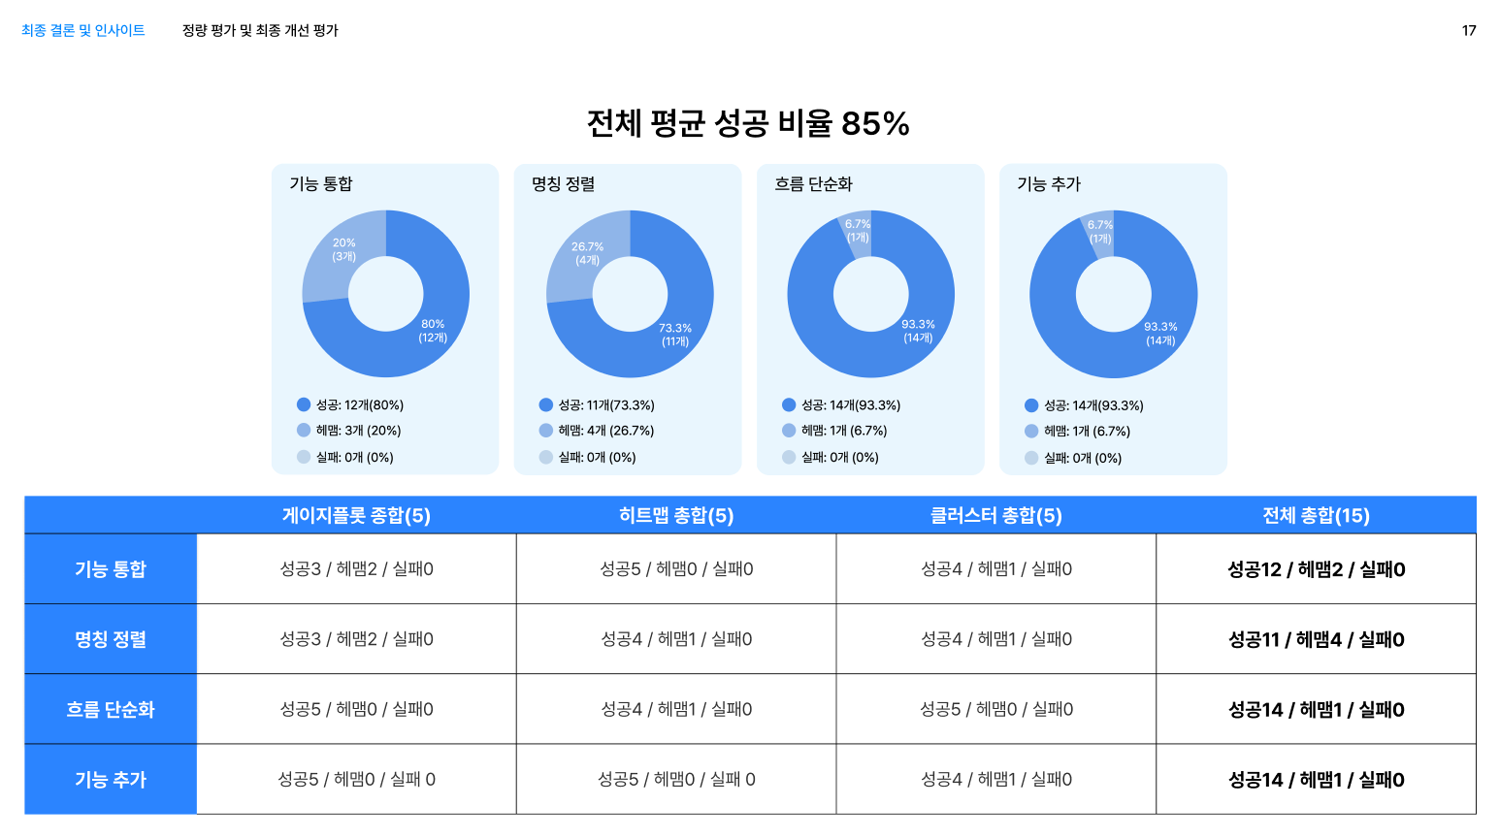 최종 결론 및 인사이트 정량 평가 및 최종 개선 평가 17
전체 평균 성공 비율 85%
기능 통합
20%
(3개)
80%
(12개)
성공: 12개(80%)
헤맴: 3개 (20%)
실패: 0개 (0%)
명칭 정렬
26.7%
(4개)
73.3%
(11개)
성공: 11개(73.3%)
헤맴: 4개 (26.7%)
실패: 0개 (0%)
흐름 단순화
6.7%
(1개)
93.3%
(14개)
성공: 14개(93.3%)
헤맴: 1개 (6.7%)
실패: 0개 (0%)
기능 추가
6.7%
(1개)
93.3%
(14개)
성공: 14개(93.3%)
헤맴: 1개 (6.7%)
실패: 0개 (0%)
게이지플롯 종합(5) 히트맵 총합(5) 클러스터 총합(5) 전체 총합(15)
기능 통합 성공3 / 헤맴2 / 실패0 성공5 / 헤맴0 / 실패0 성공4 / 헤맴1 / 실패0 성공12 / 헤맴2 / 실패0
명칭 정렬 성공3 / 헤맴2 / 실패0 성공4 / 헤맴1 / 실패0 성공4 / 헤맴1 / 실패0 성공11 / 헤맴4 / 실패0
흐름 단순화 성공5 / 헤맴0 / 실패0 성공4 / 헤맴1 / 실패0 성공5 / 헤맴0 / 실패0 성공14 / 헤맴1 / 실패0
기능 추가 성공5 / 헤맴0 / 실패 0 성공5 / 헤맴0 / 실패 0 성공4 / 헤맴1 / 실패0 성공14 / 헤맴1 / 실패0